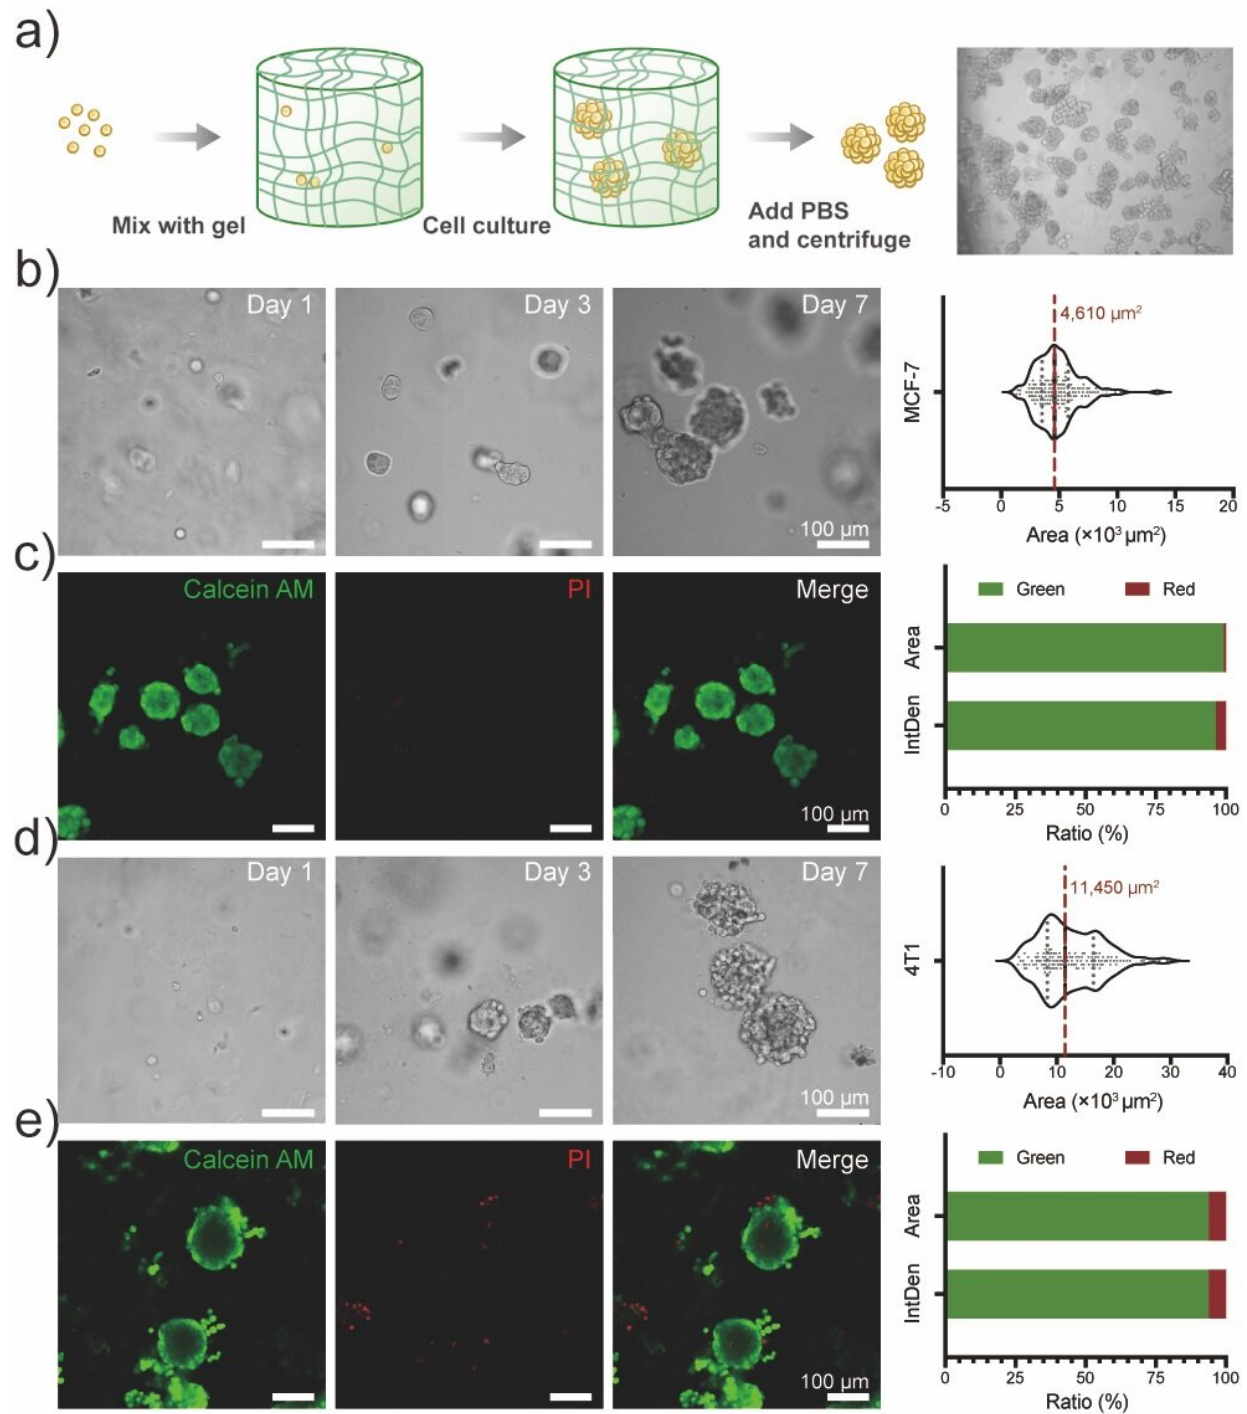 a)
Mix with gel
Cell culture
Add PBS
and centrifuge
b)
Day 1
Day 3
Day 7
100 µm
4,610 µm²
MCF-7
-5 0 5 10 15 20
Area (×10³ µm²)
c)
Calcein AM
PI
Merge
100 µm
Green Red
Area
IntDen
0 25 50 75 100
Ratio (%)
d)
Day 1
Day 3
Day 7
100 µm
11,450 µm²
4T1
-10 0 10 20 30 40
Area (×10³ µm²)
e)
Calcein AM
PI
Merge
100 µm
Green Red
Area
IntDen
0 25 50 75 100
Ratio (%)